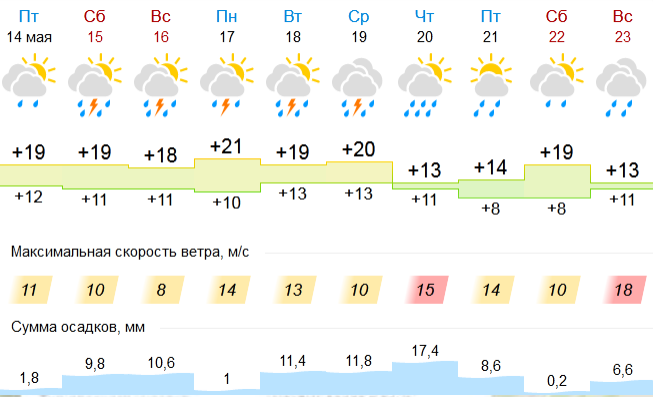 Пт Сб Вс Пн Вт Ср Чт Пт Сб Вс
14 мая 15 16 17 18 19 20 21 22 23
+19 +19 +18 +21 +19 +20 +13 +14 +19 +13
+12 +11 +11 +10 +13 +13 +11 +8 +8 +11
Максимальная скорость ветра, м/с
11 10 8 14 13 10 15 14 10 18
Сумма осадков, мм
1,8 9,8 10,6 1 11,4 11,8 17,4 8,6 0,2 6,6